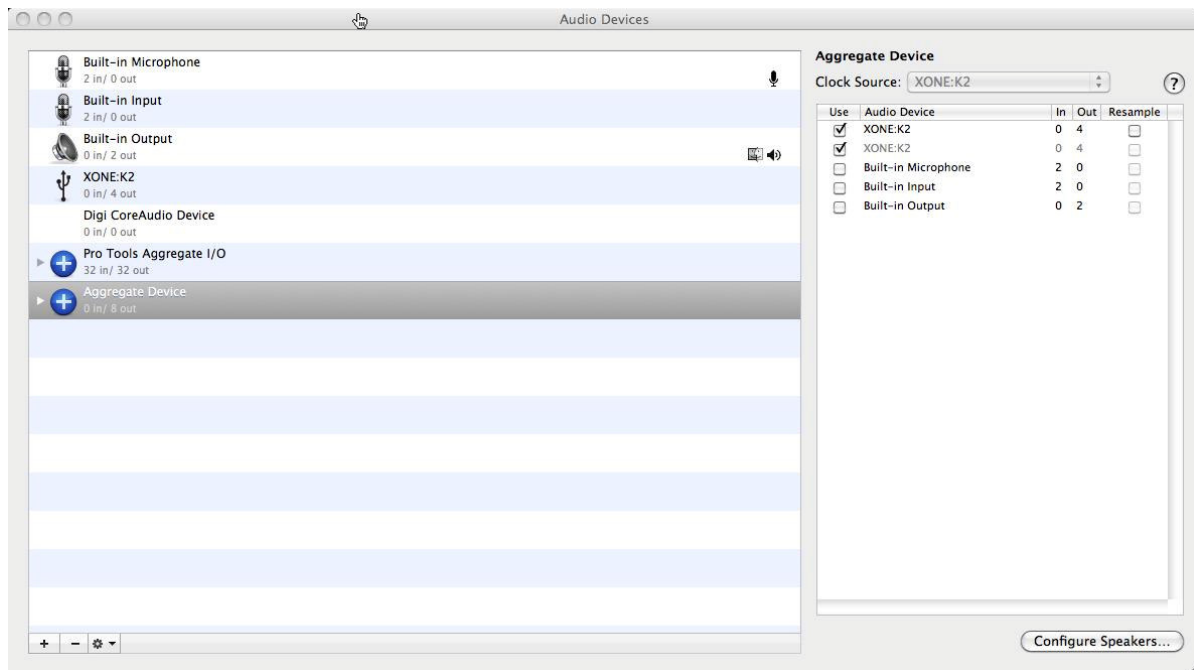 Audio Devices
Built-in Microphone
2 in/ 0 out
Built-in Input
2 in/ 0 out
Built-in Output
0 in/ 2 out
XONE:K2
0 in/ 4 out
Digi CoreAudio Device
0 in/ 0 out
Pro Tools Aggregate I/O
32 in/ 32 out
Aggregate Device
0 in/ 8 out
+ −
Aggregate Device
Clock Source: XONE:K2 ?
Use Audio Device In Out Resample
XONE:K2 0 4
XONE:K2 0 4
Built-in Microphone 2 0
Built-in Input 2 0
Built-in Output 0 2
Configure Speakers...